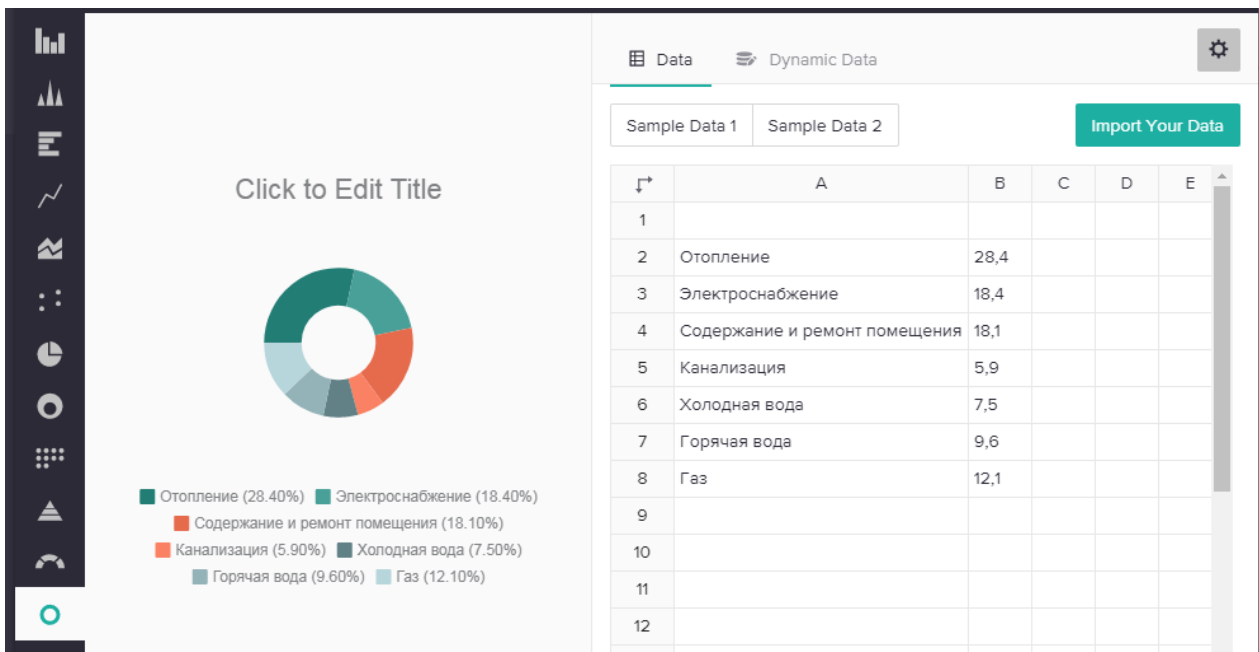 Click to Edit Title
Отопление (28.40%) Электроснабжение (18.40%)
Содержание и ремонт помещения (18.10%)
Канализация (5.90%) Холодная вода (7.50%)
Горячая вода (9.60%) Газ (12.10%)
Data Dynamic Data
Sample Data 1 Sample Data 2 Import Your Data
A B C D E
1
2 Отопление 28,4
3 Электроснабжение 18,4
4 Содержание и ремонт помещения 18,1
5 Канализация 5,9
6 Холодная вода 7,5
7 Горячая вода 9,6
8 Газ 12,1
9
10
11
12